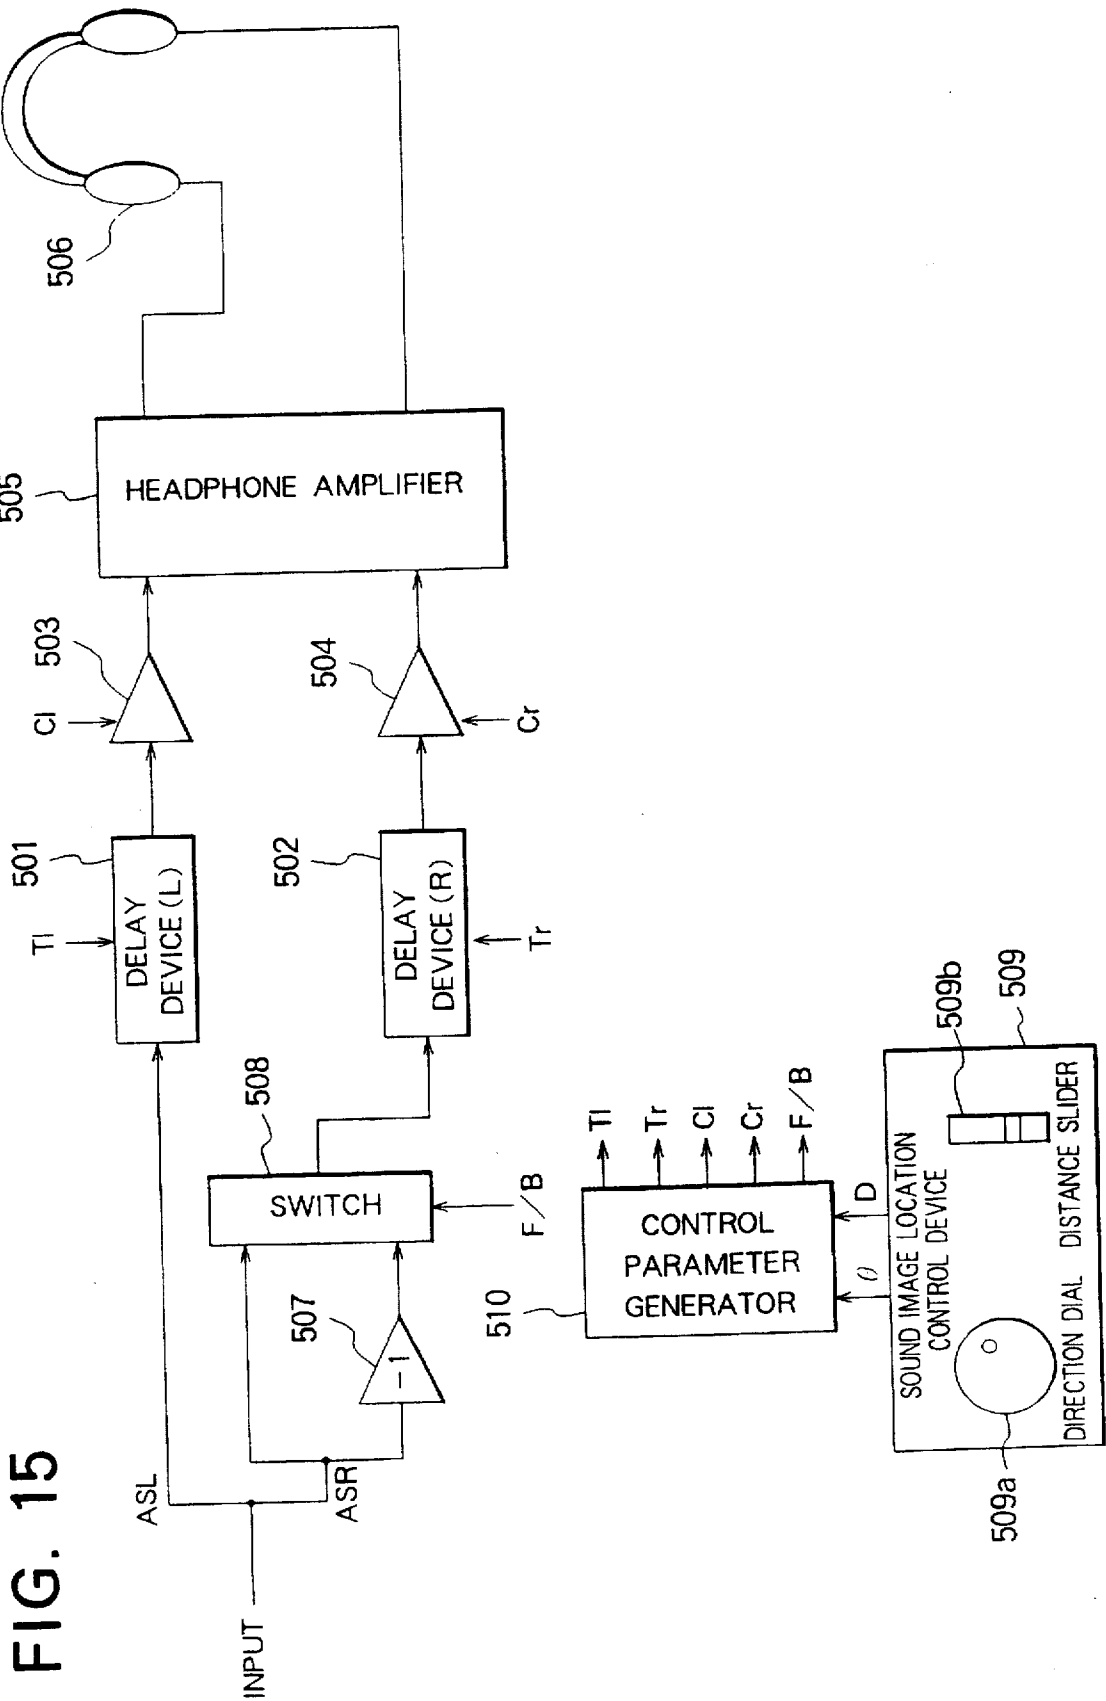 FIG. 15
INPUT
ASL
ASR
507
-1
508
SWITCH
F/B
501
Tl
DELAY
DEVICE(L)
502
DELAY
DEVICE(R)
Tr
503
Cl
504
Cr
505
HEADPHONE AMPLIFIER
506
510
CONTROL
PARAMETER
GENERATOR
Tl
Tr
Cl
Cr
F/B
θ
D
SOUND IMAGE LOCATION
CONTROL DEVICE
DIRECTION DIAL
DISTANCE SLIDER
509a
509b
509